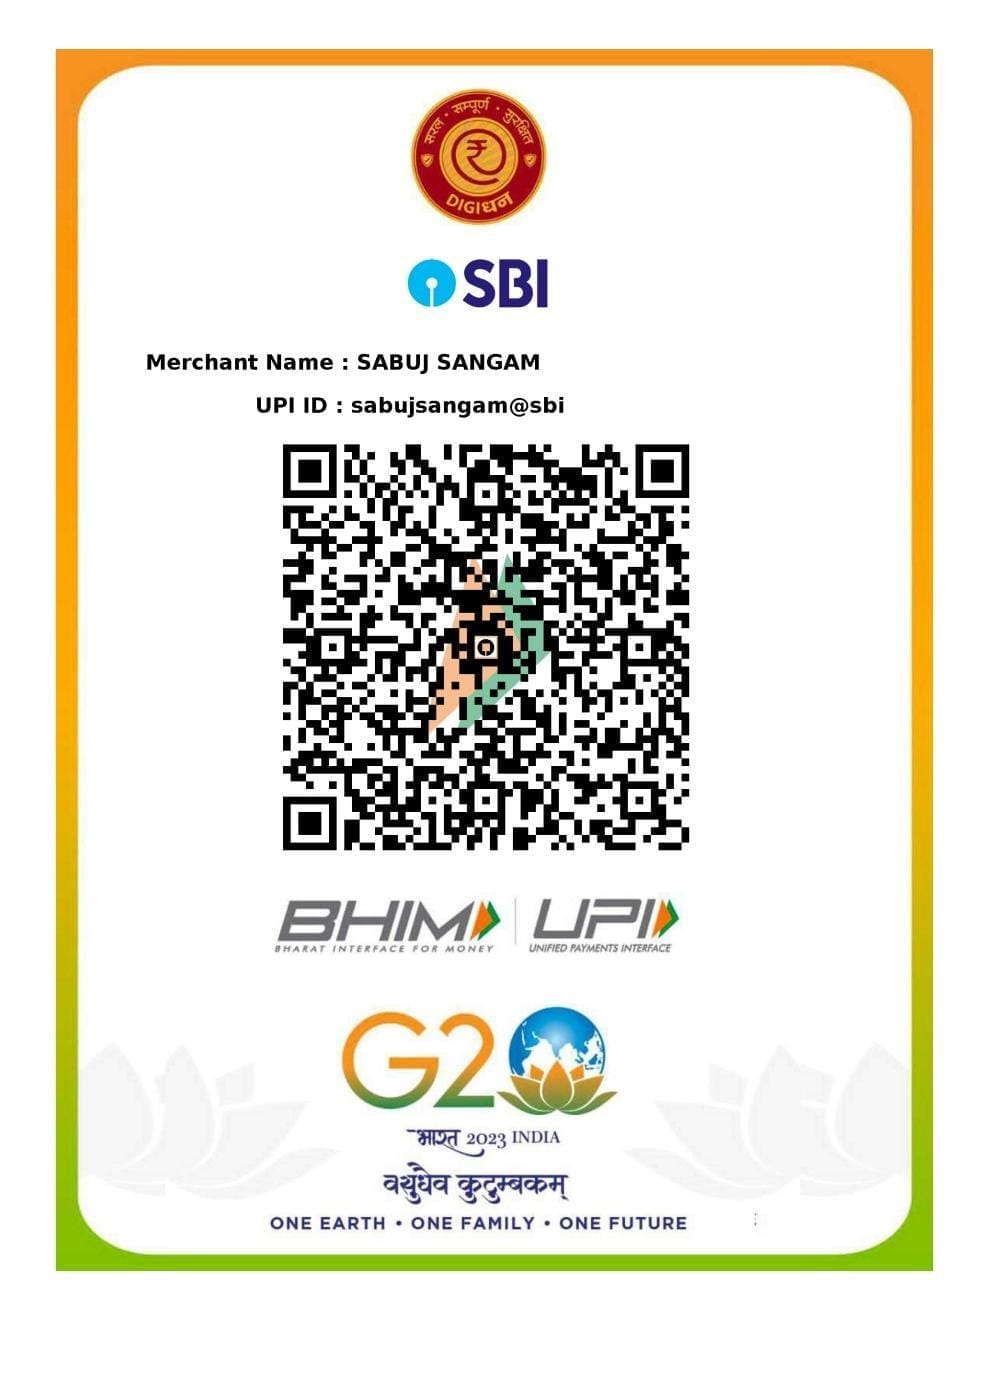 सरल • सम्पूर्ण • सुरक्षित
DIGIधन
SBI
Merchant Name : SABUJ SANGAM
UPI ID : sabujsangam@sbi
BHIM UPI
BHARAT INTERFACE FOR MONEY UNIFIED PAYMENTS INTERFACE
G20
भारत 2023 INDIA
वसुधैव कुटुम्बकम्
ONE EARTH • ONE FAMILY • ONE FUTURE